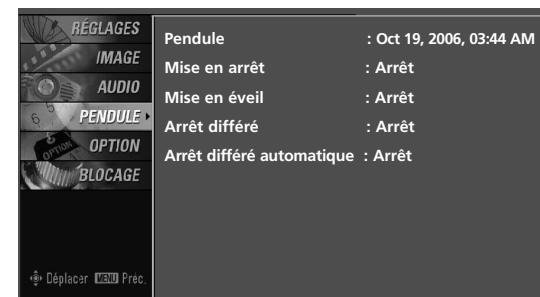 RÉGLAGES
IMAGE
AUDIO
PENDULE
OPTION
BLOCAGE
Déplacer MENU Préc.
Pendule : Oct 19, 2006, 03:44 AM
Mise en arrêt : Arrêt
Mise en éveil : Arrêt
Arrêt différé : Arrêt
Arrêt différé automatique : Arrêt